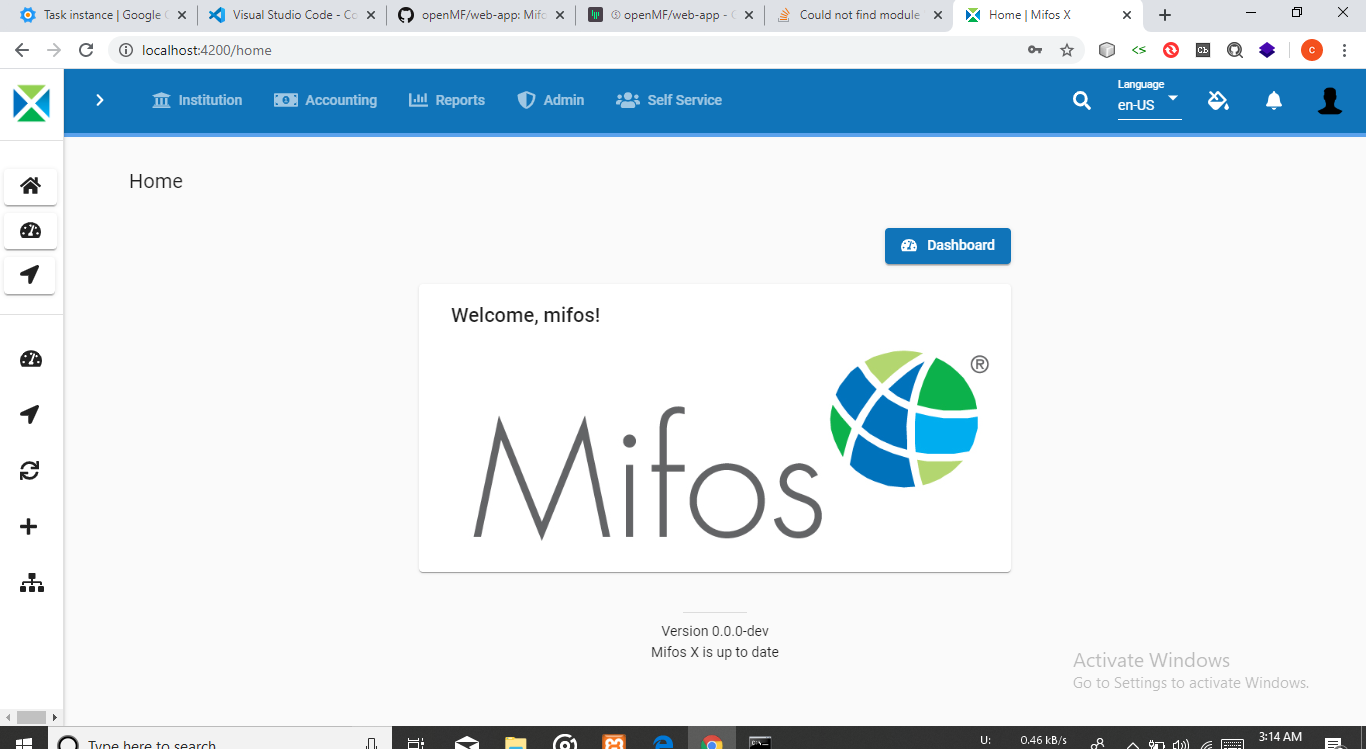 Task instance | Google
Visual Studio Code - Co
openMF/web-app: Mifo
openMF/web-app -
Could not find module
Home | Mifos X
localhost:4200/home
<s>
Cb
c
Institution
Accounting
Reports
Admin
Self Service
Language
en-US
Home
Dashboard
Welcome, mifos!
Mifos®
Version 0.0.0-dev
Mifos X is up to date
Activate Windows
Go to Settings to activate Windows.
Type here to search
U:
0.46 kB/s
3:14 AM